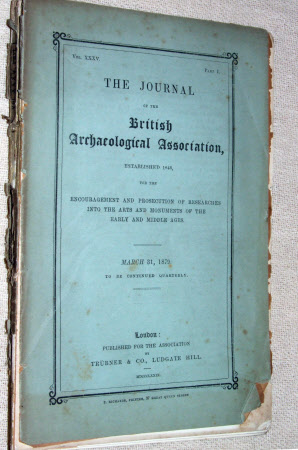 VOL. XXXV. PART I.
THE JOURNAL
OF THE
British
Archaeological Association,
ESTABLISHED 1843,
FOR THE
ENCOURAGEMENT AND PROSECUTION OF RESEARCHES
INTO THE ARTS AND MONUMENTS OF THE
EARLY AND MIDDLE AGES.
MARCH 31, 1879.
TO BE CONTINUED QUARTERLY.
London:
PUBLISHED FOR THE ASSOCIATION
BY
TRÜBNER & CO., LUDGATE HILL.
MDCCCLXXIX.